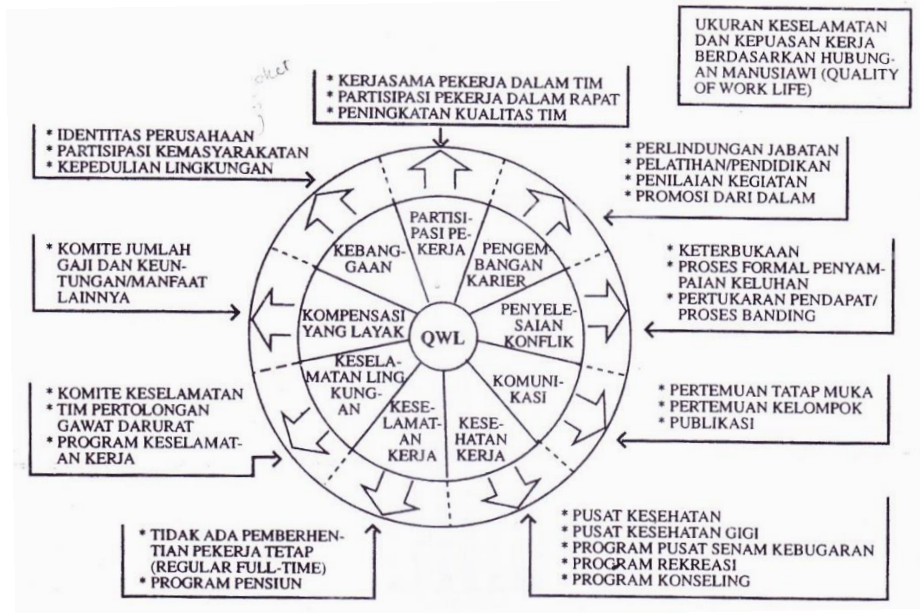 UKURAN KESELAMATAN
DAN KEPUASAN KERJA
BERDASARKAN HUBUNG-
AN MANUSIAWI (QUALITY
OF WORK LIFE)
* KERJASAMA PEKERJA DALAM TIM
* PARTISIPASI PEKERJA DALAM RAPAT
* PENINGKATAN KUALITAS TIM
* IDENTITAS PERUSAHAAN
* PARTISIPASI KEMASYARAKATAN
* KEPEDULIAN LINGKUNGAN
* PERLINDUNGAN JABATAN
* PELATIHAN/PENDIDIKAN
* PENILAIAN KEGIATAN
* PROMOSI DARI DALAM
* KOMITE JUMLAH
GAJI DAN KEUN-
TUNGAN/MANFAAT
LAINNYA
* KETERBUKAAN
* PROSES FORMAL PENYAM-
PAIAN KELUHAN
* PERTUKARAN PENDAPAT/
PROSES BANDING
PARTISI-
PASI PE-
KERJA
PENGEM-
BANGAN
KARIER
KEBANG-
GAAN
KOMPENSASI
YANG LAYAK
QWL
PENYELE-
SAIAN
KONFLIK
KESELA-
MATAN LING
KUNG-
AN
KOMUNI-
KASI
KESE-
LAMAT-
AN
KERJA
KESE-
HATAN
KERJA
* KOMITE KESELAMATAN
* TIM PERTOLONGAN
GAWAT DARURAT
* PROGRAM KESELAMAT-
AN KERJA
* PERTEMUAN TATAP MUKA
* PERTEMUAN KELOMPOK
* PUBLIKASI
* TIDAK ADA PEMBERHEN-
TIAN PEKERJA TETAP
(REGULAR FULL-TIME)
* PROGRAM PENSIUN
* PUSAT KESEHATAN
* PUSAT KESEHATAN GIGI
* PROGRAM PUSAT SENAM KEBUGARAN
* PROGRAM REKREASI
* PROGRAM KONSELING